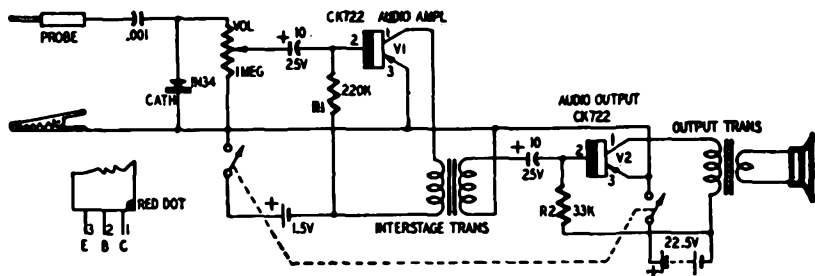 CK722 AUDIO AMPL
PROBE
.001
VOL
1 MEG
+ 10
25V
2
1
V1
3
1N34
CATH
220K
R1
AUDIO OUTPUT
CK722
OUTPUT TRANS
+ 10
25V
2
1
V2
3
RED DOT
3 2 1
E B C
+
1.5V
INTERSTAGE TRANS
R2
33K
22.5V
+